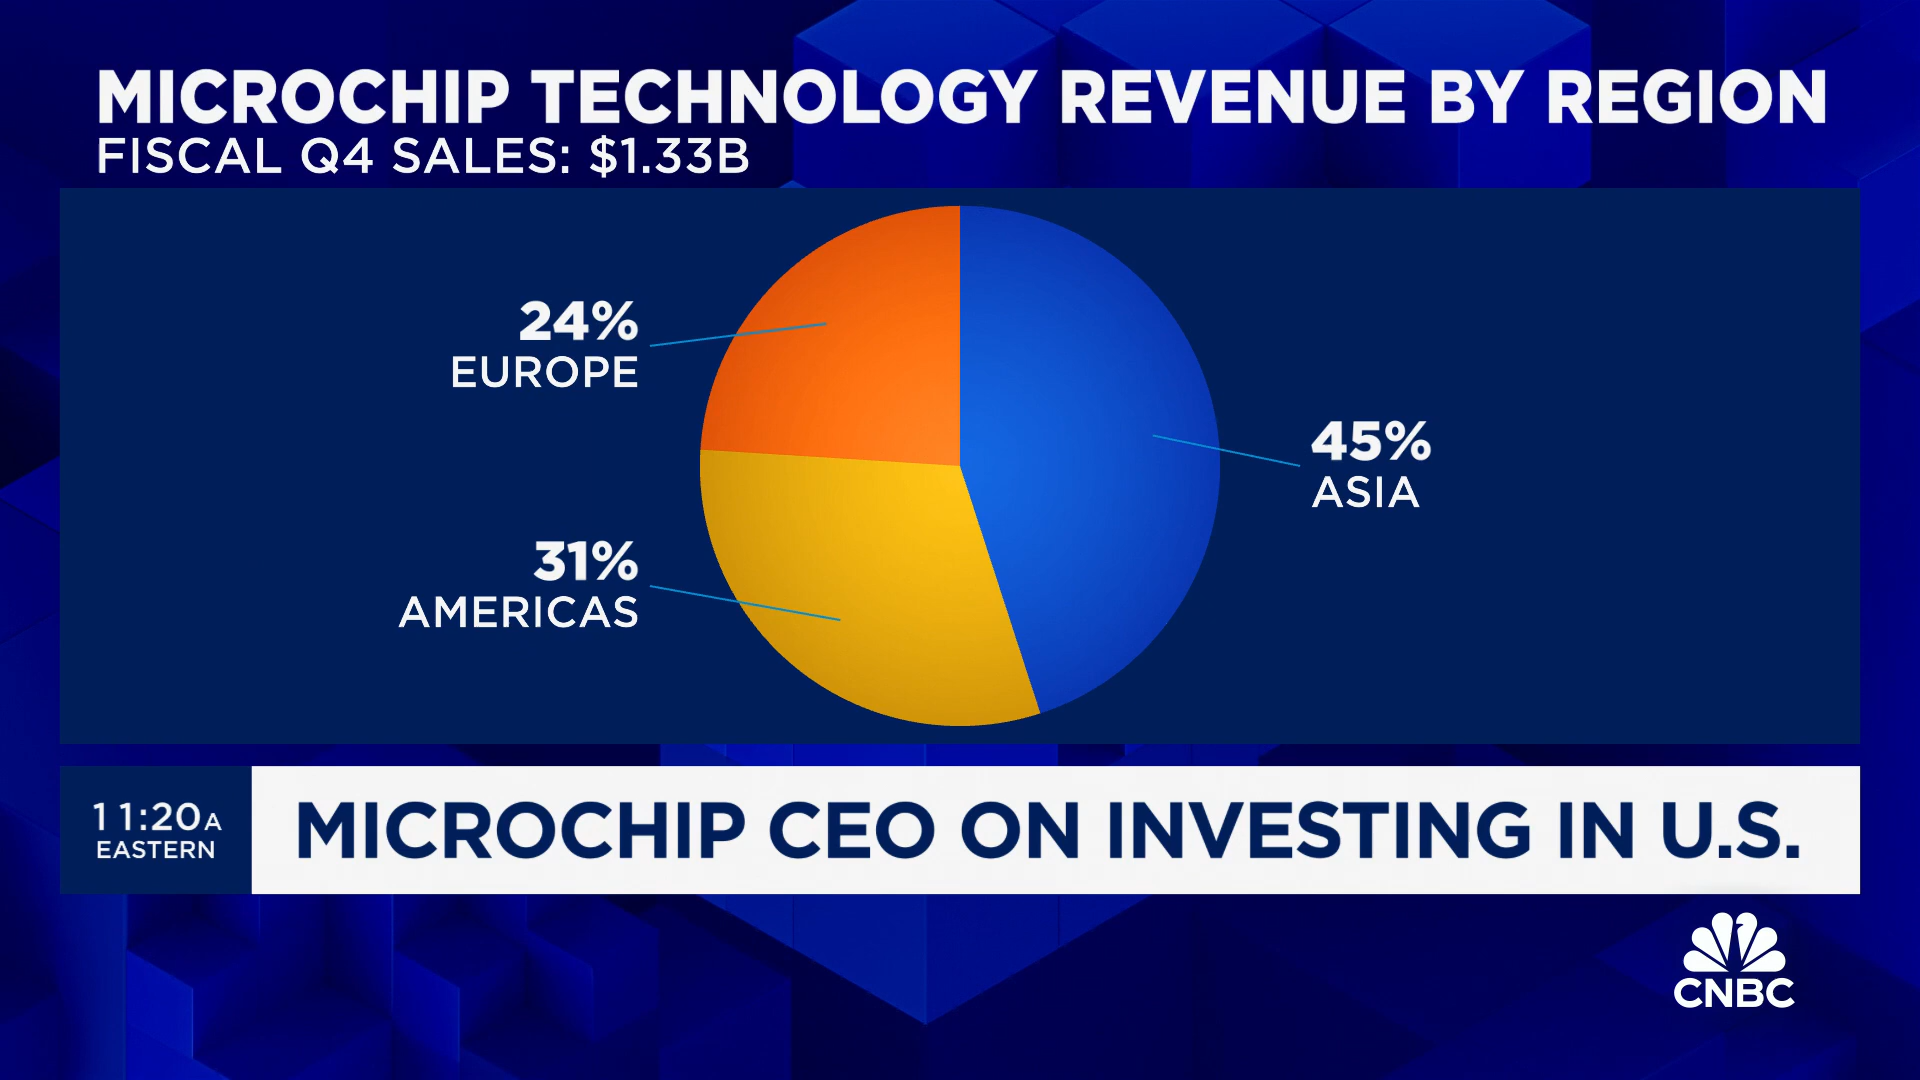 MICROCHIP TECHNOLOGY REVENUE BY REGION
FISCAL Q4 SALES: $1.33B
24%
EUROPE
45%
ASIA
31%
AMERICAS
11:20A
EASTERN
MICROCHIP CEO ON INVESTING IN U.S.
CNBC